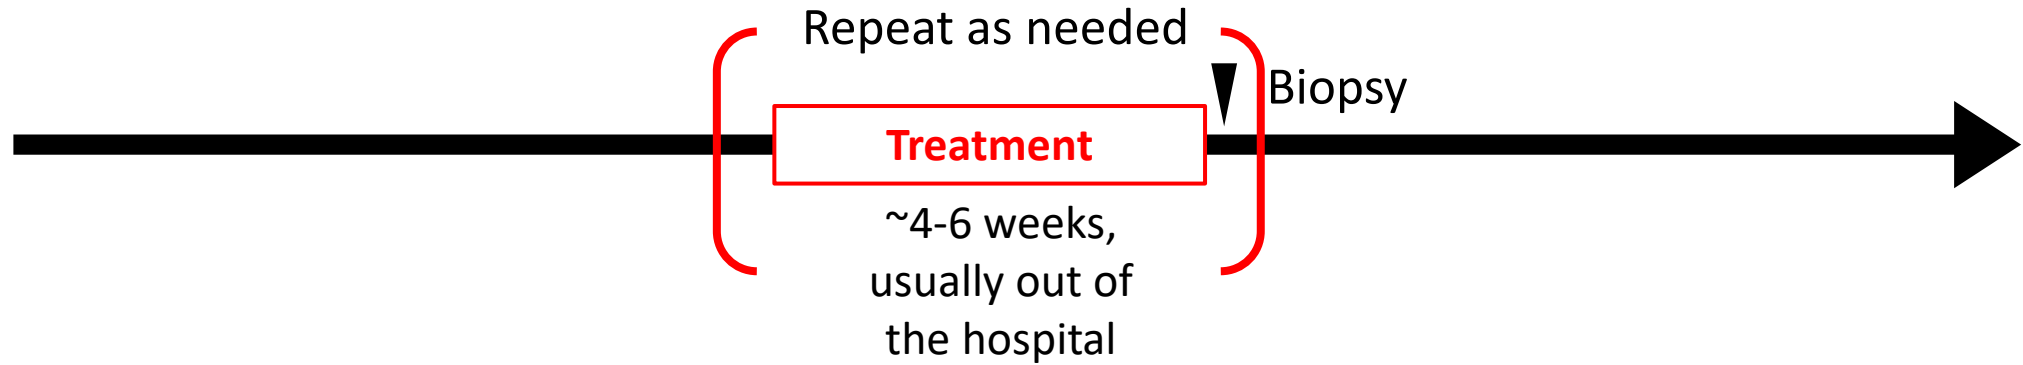 Repeat as needed
Biopsy
Treatment
~4-6 weeks,
usually out of
the hospital